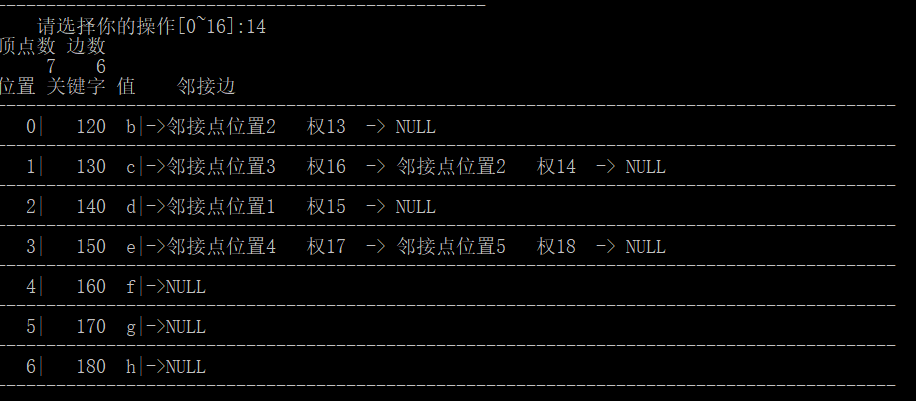 请选择你的操作[0~16]:14
顶点数 边数
7 6
位置 关键字 值 邻接边
0| 120 b|->邻接点位置2 权13 -> NULL
1| 130 c|->邻接点位置3 权16 -> 邻接点位置2 权14 -> NULL
2| 140 d|->邻接点位置1 权15 -> NULL
3| 150 e|->邻接点位置4 权17 -> 邻接点位置5 权18 -> NULL
4| 160 f|->NULL
5| 170 g|->NULL
6| 180 h|->NULL